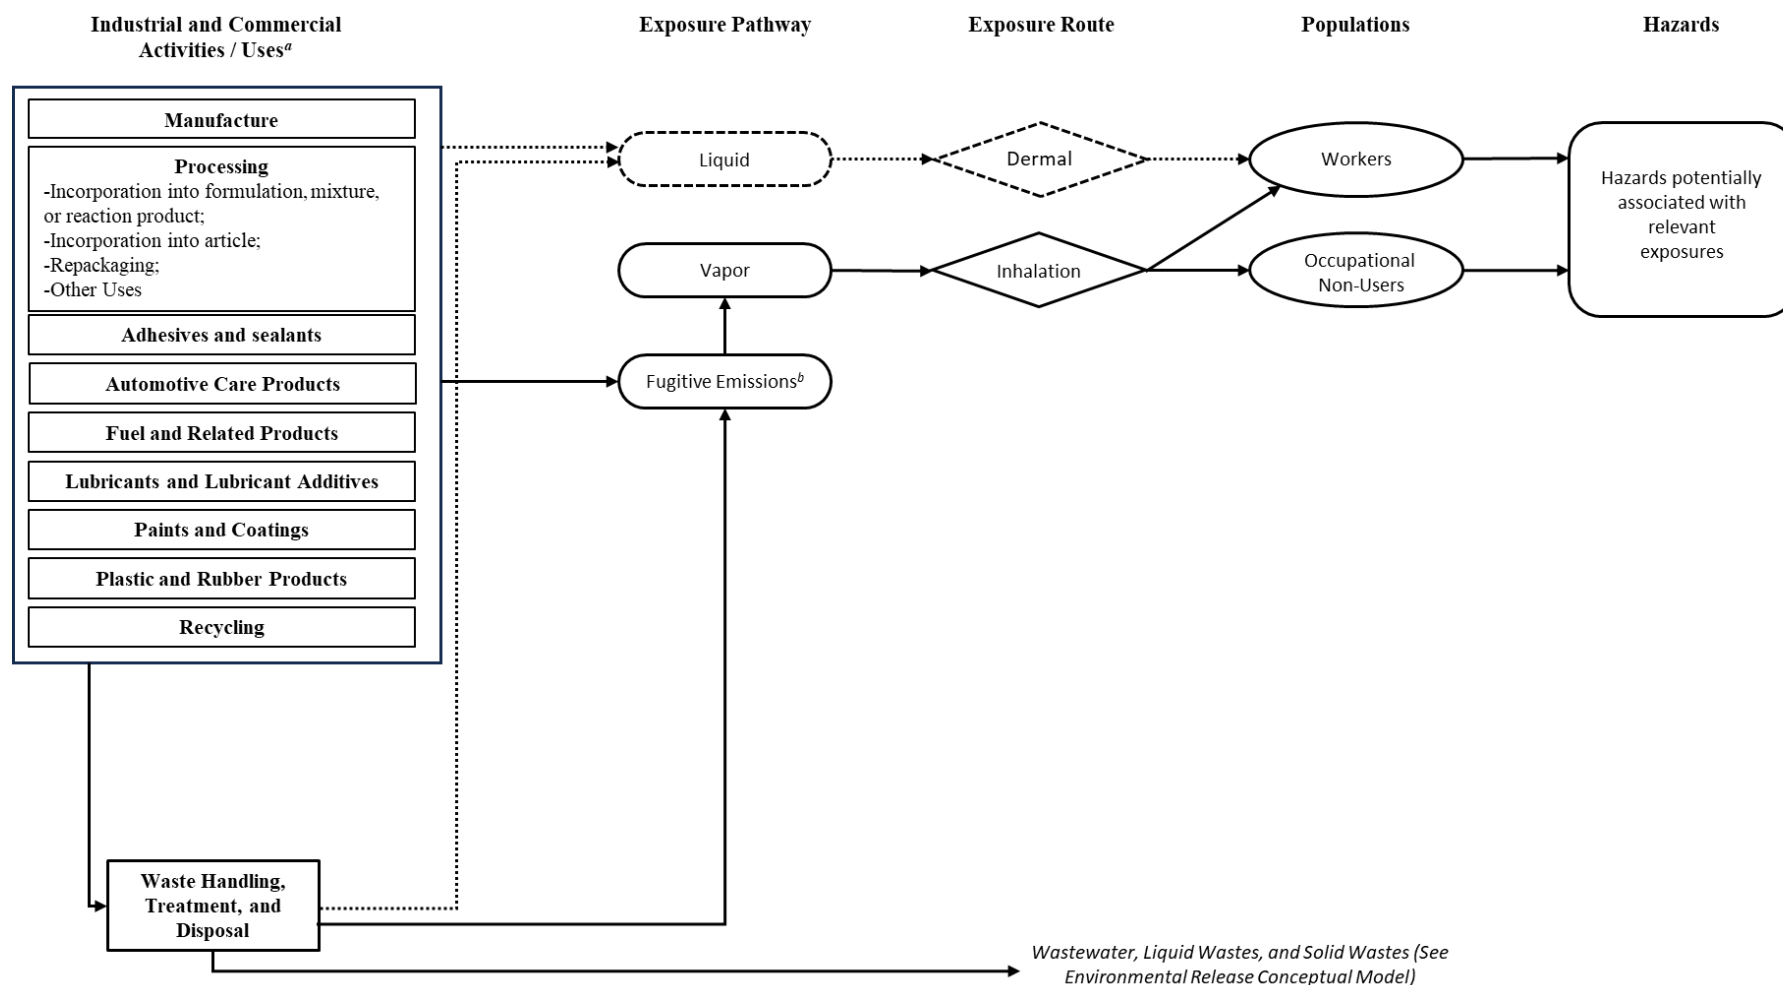 Industrial and Commercial
Activities / Usesa
Exposure Pathway
Exposure Route
Populations
Hazards
Manufacture
Processing
-Incorporation into formulation, mixture,
or reaction product;
-Incorporation into article;
-Repackaging;
-Other Uses
Adhesives and sealants
Automotive Care Products
Fuel and Related Products
Lubricants and Lubricant Additives
Paints and Coatings
Plastic and Rubber Products
Recycling
Waste Handling,
Treatment, and
Disposal
Liquid
Vapor
Fugitive Emissionsb
Dermal
Inhalation
Workers
Occupational
Non-Users
Hazards potentially
associated with
relevant
exposures
Wastewater, Liquid Wastes, and Solid Wastes (See
Environmental Release Conceptual Model)